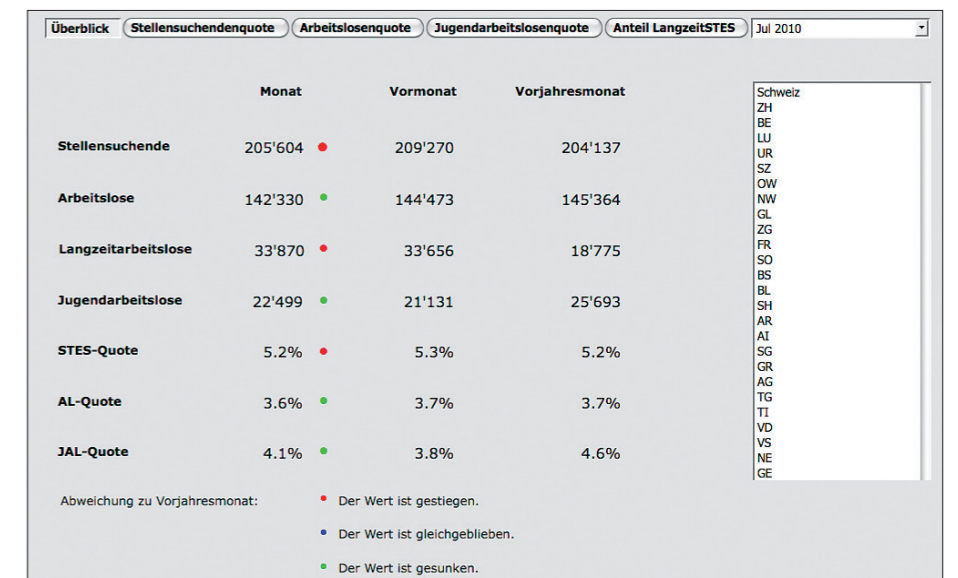 Überblick Stellensuchendenquote Arbeitslosenquote Jugendarbeitslosenquote Anteil LangzeitSTES Jul 2010
Monat Vormonat Vorjahresmonat
Stellensuchende 205'604 209'270 204'137
Arbeitslose 142'330 144'473 145'364
Langzeitarbeitslose 33'870 33'656 18'775
Jugendarbeitslose 22'499 21'131 25'693
STES-Quote 5.2% 5.3% 5.2%
AL-Quote 3.6% 3.7% 3.7%
JAL-Quote 4.1% 3.8% 4.6%
Abweichung zu Vorjahresmonat: Der Wert ist gestiegen.
Der Wert ist gleichgeblieben.
Der Wert ist gesunken.
Schweiz
ZH
BE
LU
UR
SZ
OW
NW
GL
ZG
FR
SO
BS
BL
SH
AR
AI
SG
GR
AG
TG
TI
VD
VS
NE
GE